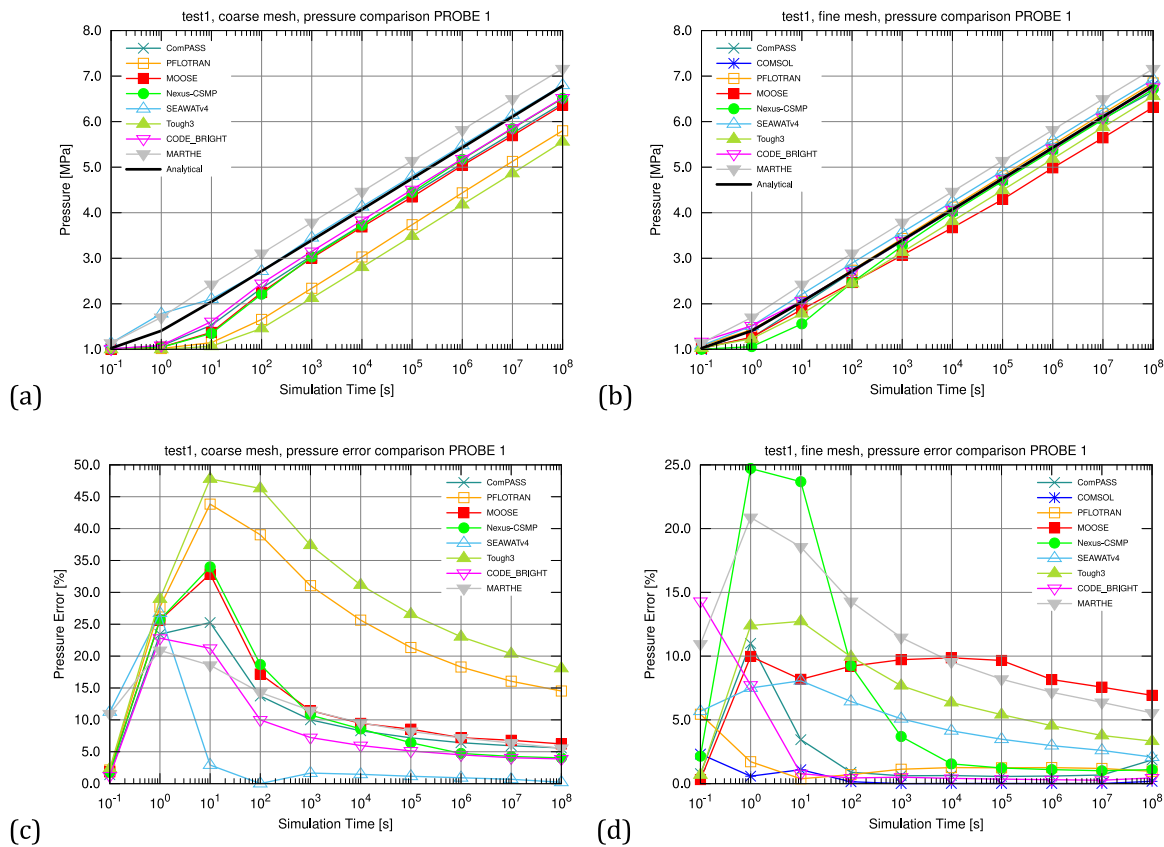 test1, coarse mesh, pressure comparison PROBE 1
8.0
7.0
6.0
5.0
4.0
3.0
2.0
1.0
Pressure [MPa]
ComPASS
PFLOTRAN
MOOSE
Nexus-CSMP
SEAWATv4
Tough3
CODE_BRIGHT
MARTHE
Analytical
10-1 10^0 10^1 10^2 10^3 10^4 10^5 10^6 10^7 10^8
Simulation Time [s]
(a)
test1, fine mesh, pressure comparison PROBE 1
8.0
7.0
6.0
5.0
4.0
3.0
2.0
1.0
Pressure [MPa]
ComPASS
COMSOL
PFLOTRAN
MOOSE
Nexus-CSMP
SEAWATv4
Tough3
CODE_BRIGHT
MARTHE
Analytical
10-1 10^0 10^1 10^2 10^3 10^4 10^5 10^6 10^7 10^8
Simulation Time [s]
(b)
test1, coarse mesh, pressure error comparison PROBE 1
50.0
45.0
40.0
35.0
30.0
25.0
20.0
15.0
10.0
5.0
0.0
Pressure Error [%]
ComPASS
PFLOTRAN
MOOSE
Nexus-CSMP
SEAWATv4
Tough3
CODE_BRIGHT
MARTHE
10-1 10^0 10^1 10^2 10^3 10^4 10^5 10^6 10^7 10^8
Simulation Time [s]
(c)
test1, fine mesh, pressure error comparison PROBE 1
25.0
20.0
15.0
10.0
5.0
0.0
Pressure Error [%]
ComPASS
COMSOL
PFLOTRAN
MOOSE
Nexus-CSMP
SEAWATv4
Tough3
CODE_BRIGHT
MARTHE
10-1 10^0 10^1 10^2 10^3 10^4 10^5 10^6 10^7 10^8
Simulation Time [s]
(d)